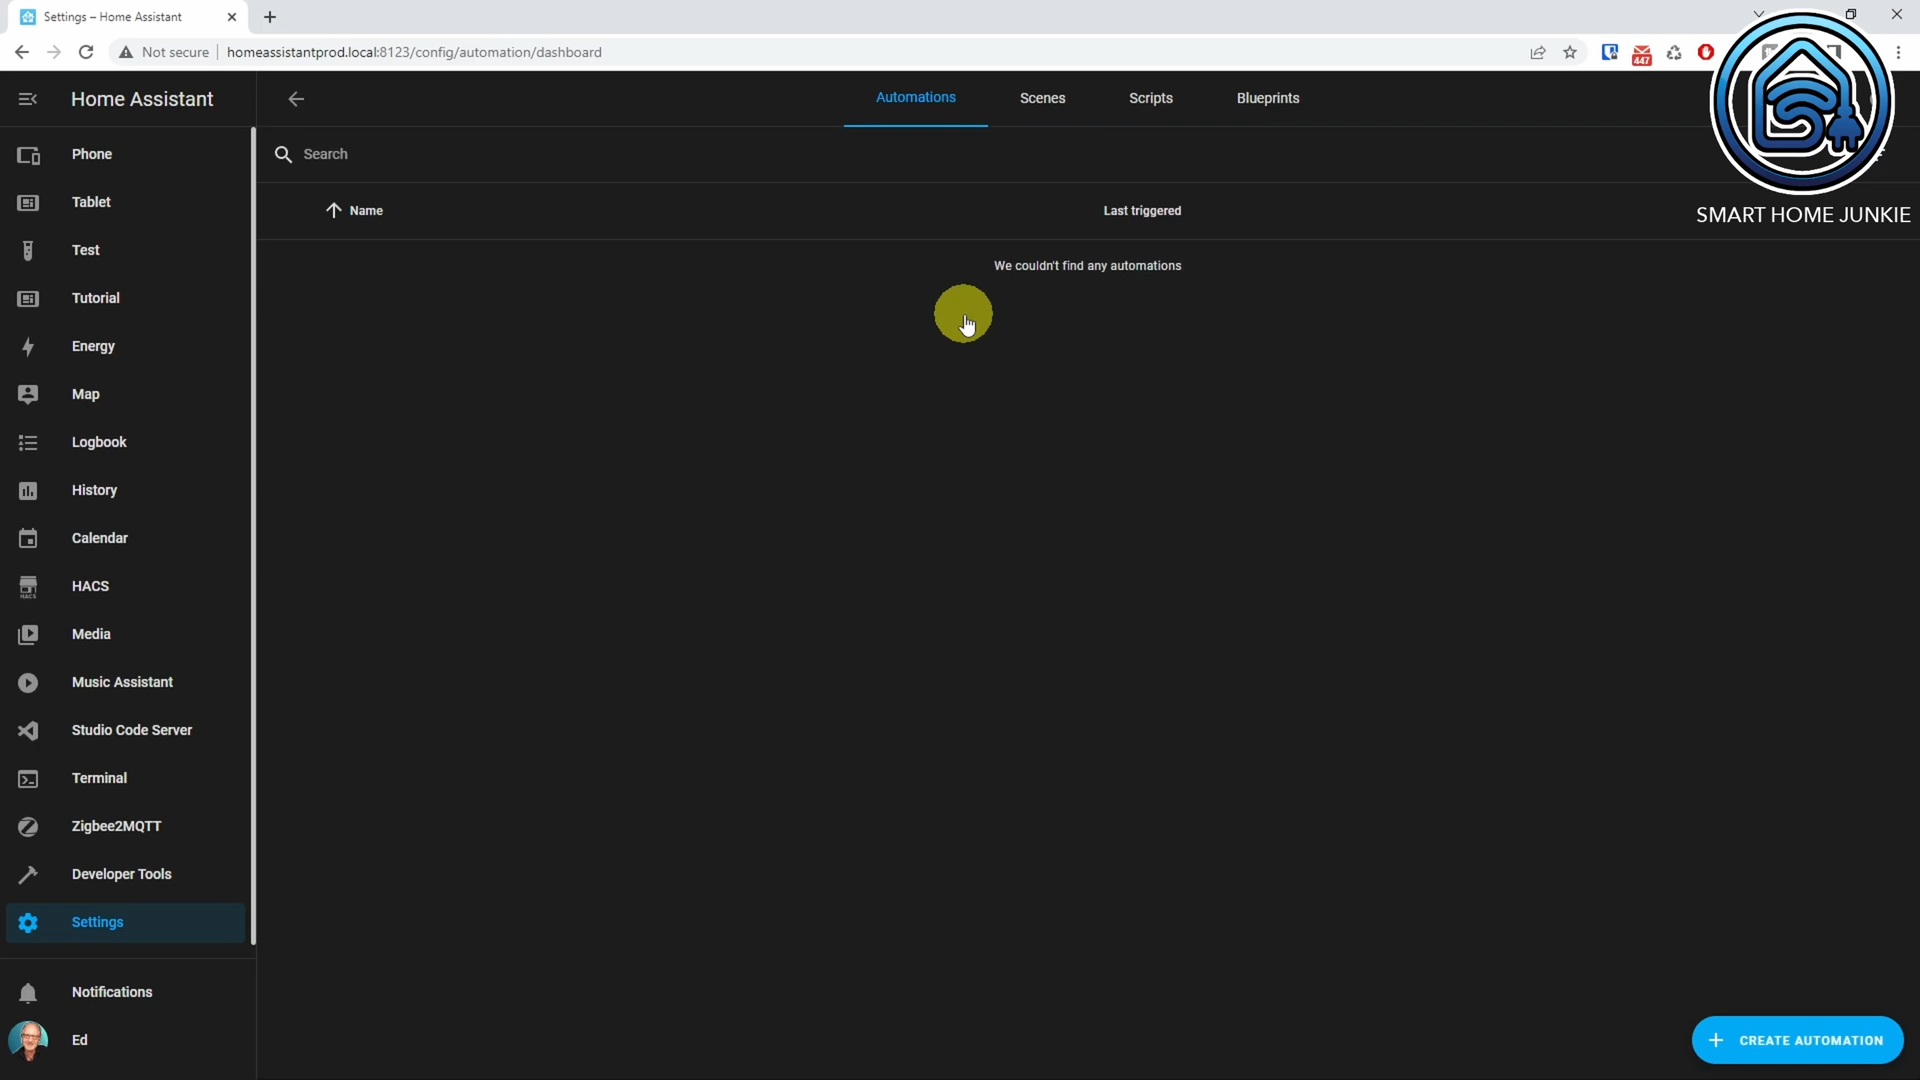 Settings – Home Assistant
Not secure
homeassistantprod.local:8123/config/automation/dashboard
447
Home Assistant
Automations
Scenes
Scripts
Blueprints
Phone
Search
Tablet
Name
Last triggered
SMART HOME JUNKIE
Test
We couldn't find any automations
Tutorial
Energy
Map
Logbook
History
Calendar
HACS
HACS
Media
Music Assistant
Studio Code Server
Terminal
Zigbee2MQTT
Developer Tools
Settings
Notifications
Ed
CREATE AUTOMATION